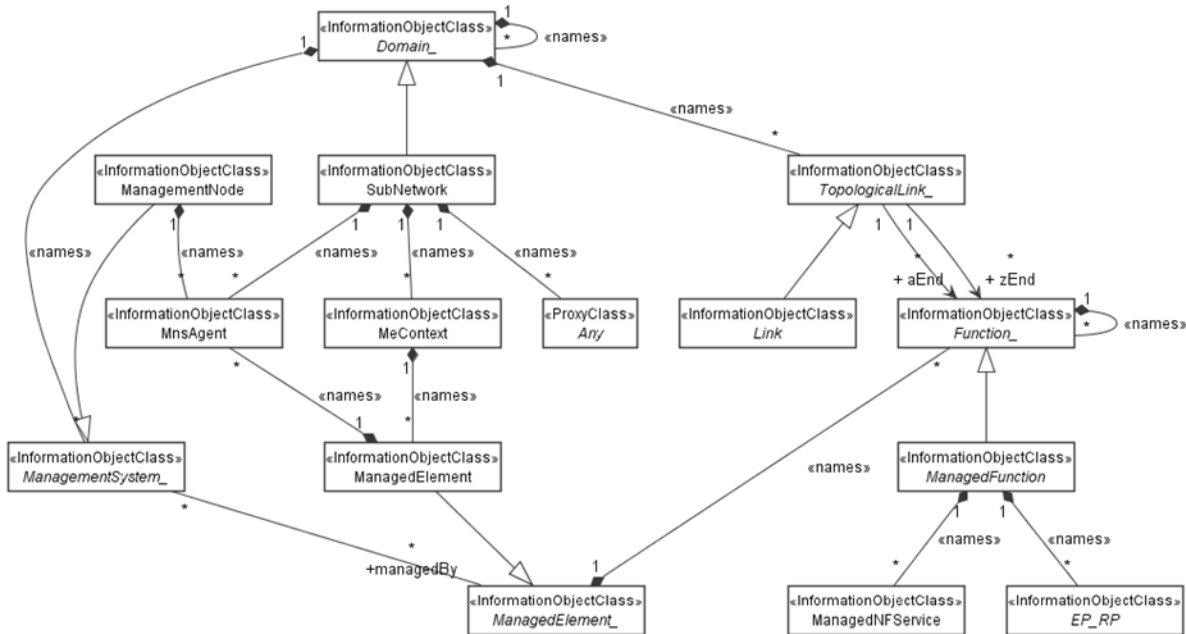 1
«InformationObjectClass»
Domain_
1
*
«names»
1
1
«names»
*
«InformationObjectClass»
ManagementNode
«InformationObjectClass»
SubNetwork
«InformationObjectClass»
TopologicalLink_
1
1
1
1
1
1
«names»
«names»
«names»
«names»
«names»
*
*
*
*
*
*
+ aEnd
+ zEnd
«InformationObjectClass»
MnsAgent
«InformationObjectClass»
MeContext
«ProxyClass»
Any
«InformationObjectClass»
Link
«InformationObjectClass»
Function_
1
*
«names»
*
1
*
«names»
«names»
1
*
*
«InformationObjectClass»
ManagementSystem_
«InformationObjectClass»
ManagedElement
«names»
«InformationObjectClass»
ManagedFunction
*
1
1
*
«names»
«names»
+managedBy
1
*
*
«InformationObjectClass»
ManagedElement_
«InformationObjectClass»
ManagedNFService
«InformationObjectClass»
EP_RP